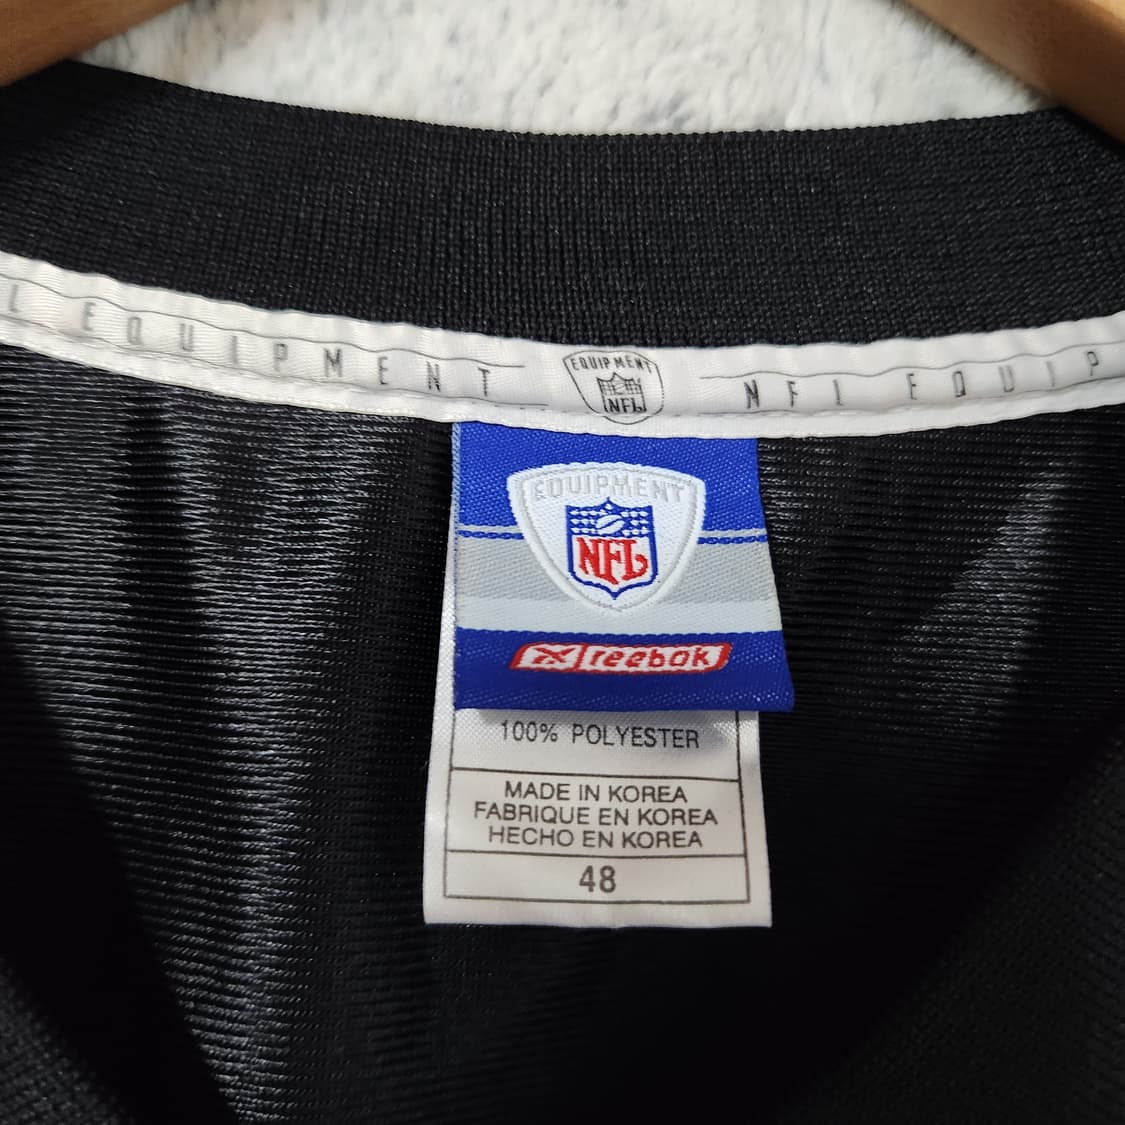 L EQUIPMENT
EQUIPMENT
NFL
NFL EQUIP
EQUIPMENT
NFL
reebok
100% POLYESTER
MADE IN KOREA
FABRIQUE EN KOREA
HECHO EN KOREA
48